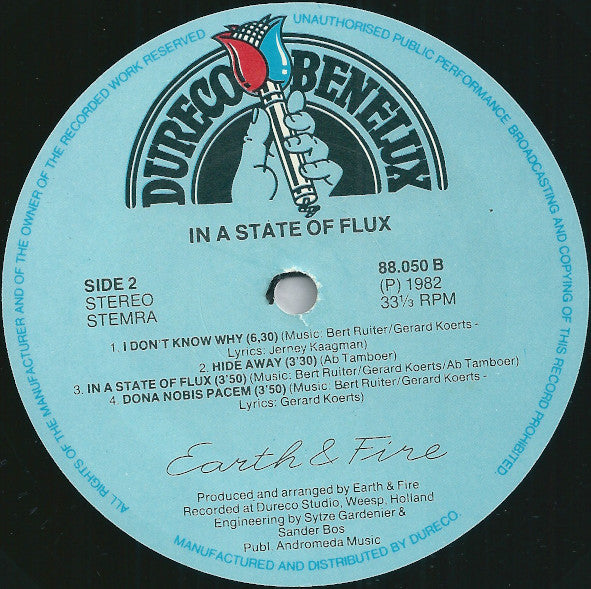 ALL RIGHTS OF THE MANUFACTURER AND OF THE OWNER OF THE RECORDED WORK RESERVED UNAUTHORISED PUBLIC PERFORMANCE BROADCASTING AND COPYING OF THIS RECORD PROHIBITED.
DURECO BENELUX
IN A STATE OF FLUX
SIDE 2
STEREO
STEMRA
88.050 B
(P) 1982
33⅓ RPM
1. I DON'T KNOW WHY (6,30) (Music: Bert Ruiter/Gerard Koerts -
Lyrics: Jerney Kaagman)
2. HIDE AWAY (3'30) (Ab Tamboer)
3. IN A STATE OF FLUX (3'50) (Music: Bert Ruiter/Gerard Koerts/Ab Tamboer)
4. DONA NOBIS PACEM (3'50) (Music: Bert Ruiter/Gerard Koerts -
Lyrics: Gerard Koerts)
Earth & Fire
Produced and arranged by Earth & Fire
Recorded at Dureco Studio, Weesp, Holland
Engineering by Sytze Gardenier &
Sander Bos
Publ. Andromeda Music
MANUFACTURED AND DISTRIBUTED BY DURECO.